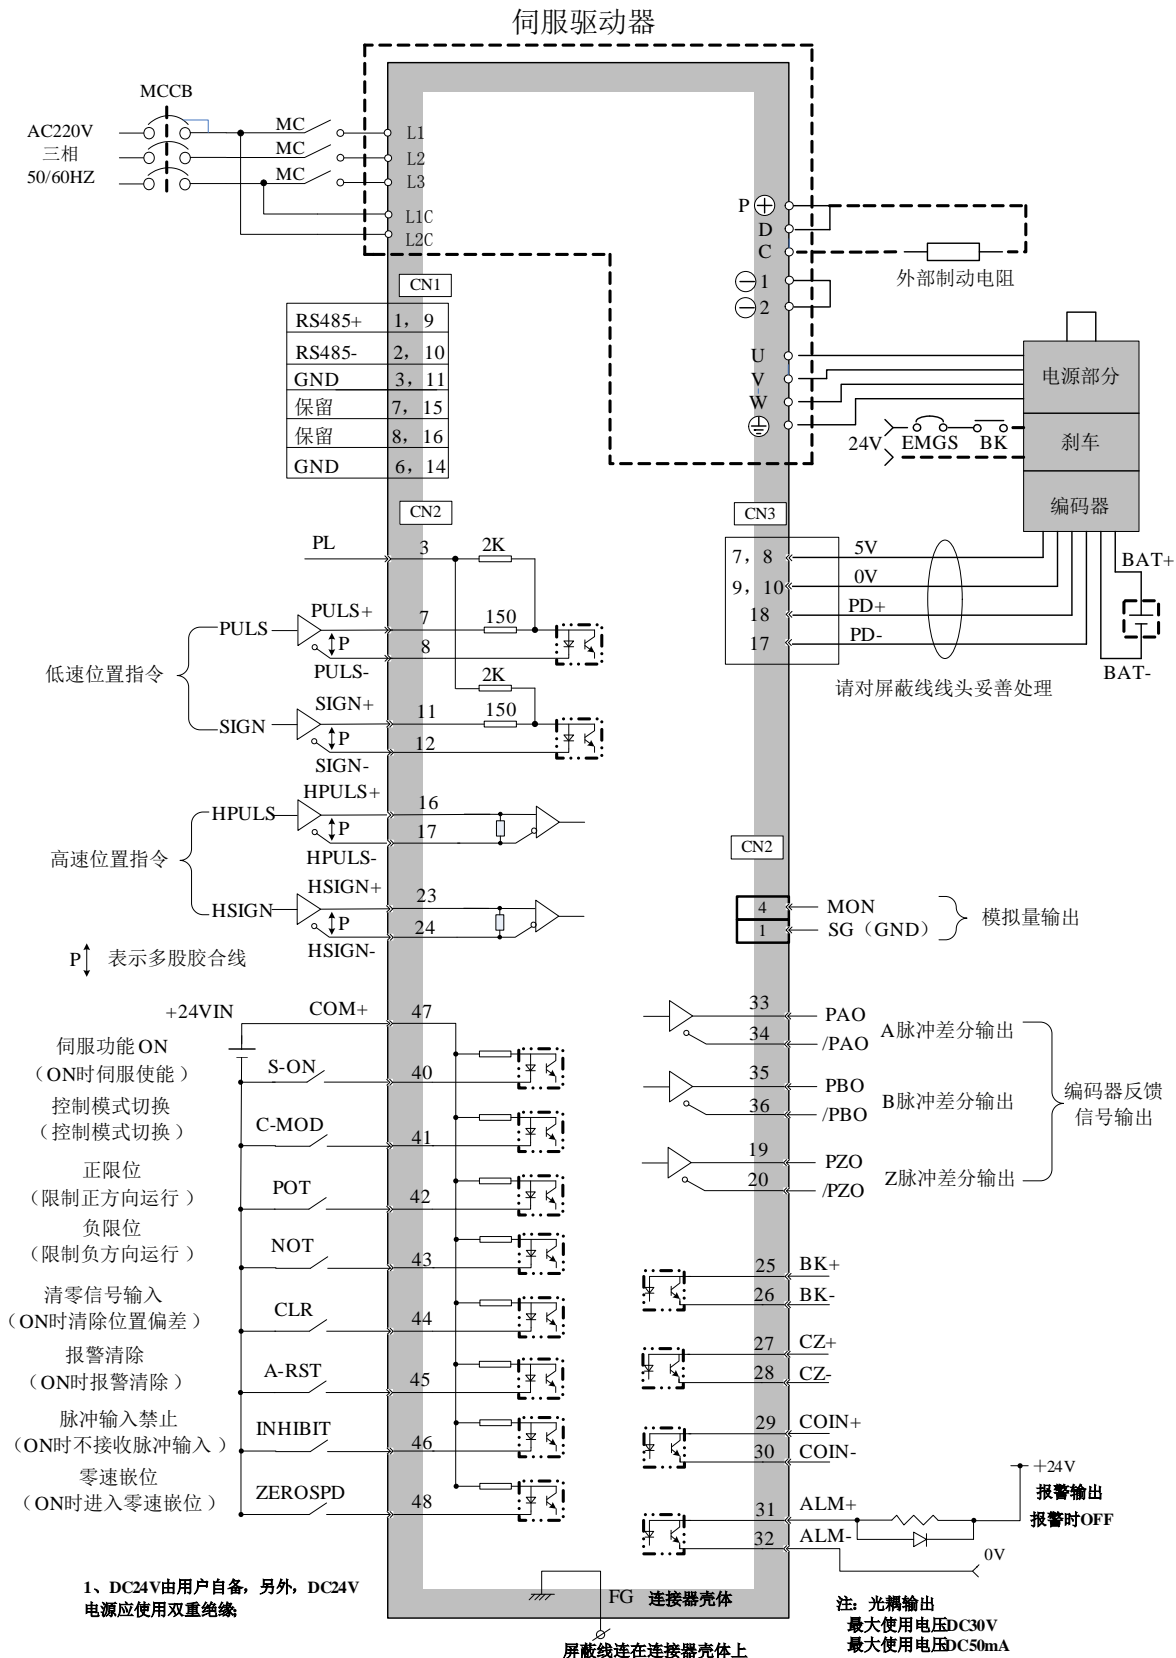 伺服驱动器
MCCB
AC220V
三相
50/60HZ
MC
MC
MC
L1
L2
L3
L1C
L2C
P
D
C
1
2
外部制动电阻
U
V
W
电源部分
24V
EMGS
BK
刹车
编码器
CN1
RS485+
1，9
RS485-
2，10
GND
3，11
保留
7，15
保留
8，16
GND
6，14
CN2
PL
3
2K
PULS
PULS+
7
150
P
8
PULS-
低速位置指令
2K
SIGN
SIGN+
11
150
P
12
SIGN-
HPULS
HPULS+
16
P
17
HPULS-
高速位置指令
HSIGN
HSIGN+
23
P
24
HSIGN-
P
表示多股胶合线
CN3
7，8
5V
9，10
0V
18
PD+
17
PD-
BAT+
BAT-
请对屏蔽线线头妥善处理
CN2
4
MON
1
SG（GND）
模拟量输出
+24VIN
COM+
47
伺服功能ON
（ON时伺服使能）
S-ON
40
控制模式切换
（控制模式切换）
C-MOD
41
正限位
（限制正方向运行）
POT
42
负限位
（限制负方向运行）
NOT
43
清零信号输入
（ON时清除位置偏差）
CLR
44
报警清除
（ON时报警清除）
A-RST
45
脉冲输入禁止
（ON时不接收脉冲输入）
INHIBIT
46
零速嵌位
（ON时进入零速嵌位）
ZEROSPD
48
33
PAO
34
/PAO
A脉冲差分输出
35
PBO
36
/PBO
B脉冲差分输出
19
PZO
20
/PZO
Z脉冲差分输出
编码器反馈
信号输出
25
BK+
26
BK-
27
CZ+
28
CZ-
29
COIN+
30
COIN-
31
ALM+
32
ALM-
+24V
报警输出
报警时OFF
0V
1、DC24V由用户自备，另外，DC24V
电源应使用双重绝缘；
FG
连接器壳体
屏蔽线连在连接器壳体上
注：光耦输出
最大使用电压DC30V
最大使用电压DC50mA